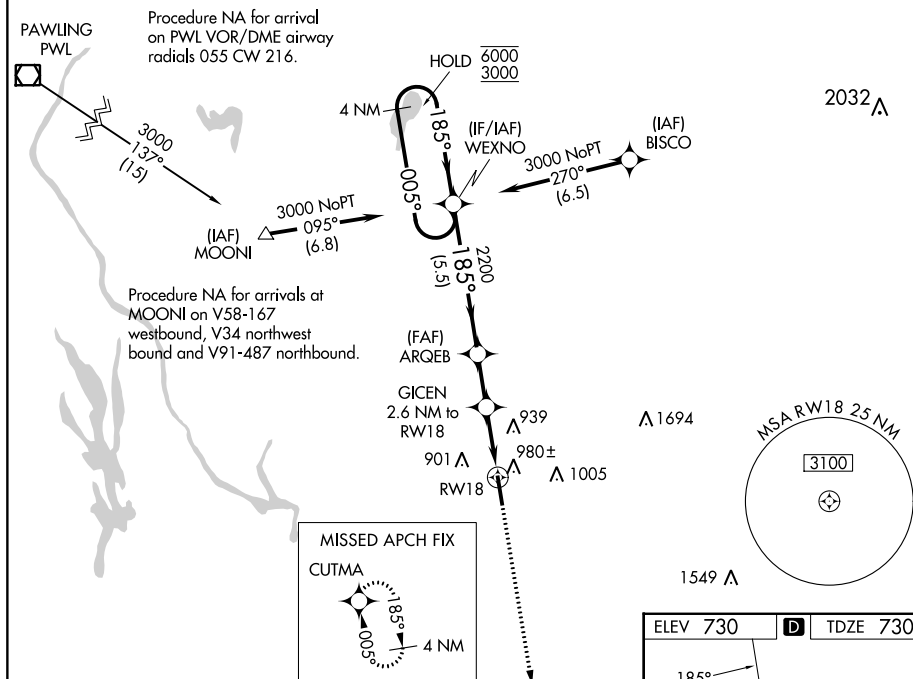 PAWLING
PWL
Procedure NA for arrival
on PWL VOR/DME airway
radials 055 CW 216.
3000
137°
(15)
HOLD 6000
3000
4 NM
185°
005°
(IF/IAF)
WEXNO
2032
(IAF)
BISCO
3000 NoPT
270°
(6.5)
3000 NoPT
095°
(6.8)
(IAF)
MOONI
2200
185°
(5.5)
Procedure NA for arrivals at
MOONI on V58-167
westbound, V34 northwest
bound and V91-487 northbound.
(FAF)
ARQEB
GICEN
2.6 NM to
RW18
939
1694
901
980±
1005
RW18
MSA RW18 25 NM
3100
1549
MISSED APCH FIX
CUTMA
185°
005°
4 NM
ELEV 730 D TDZE 730
185°